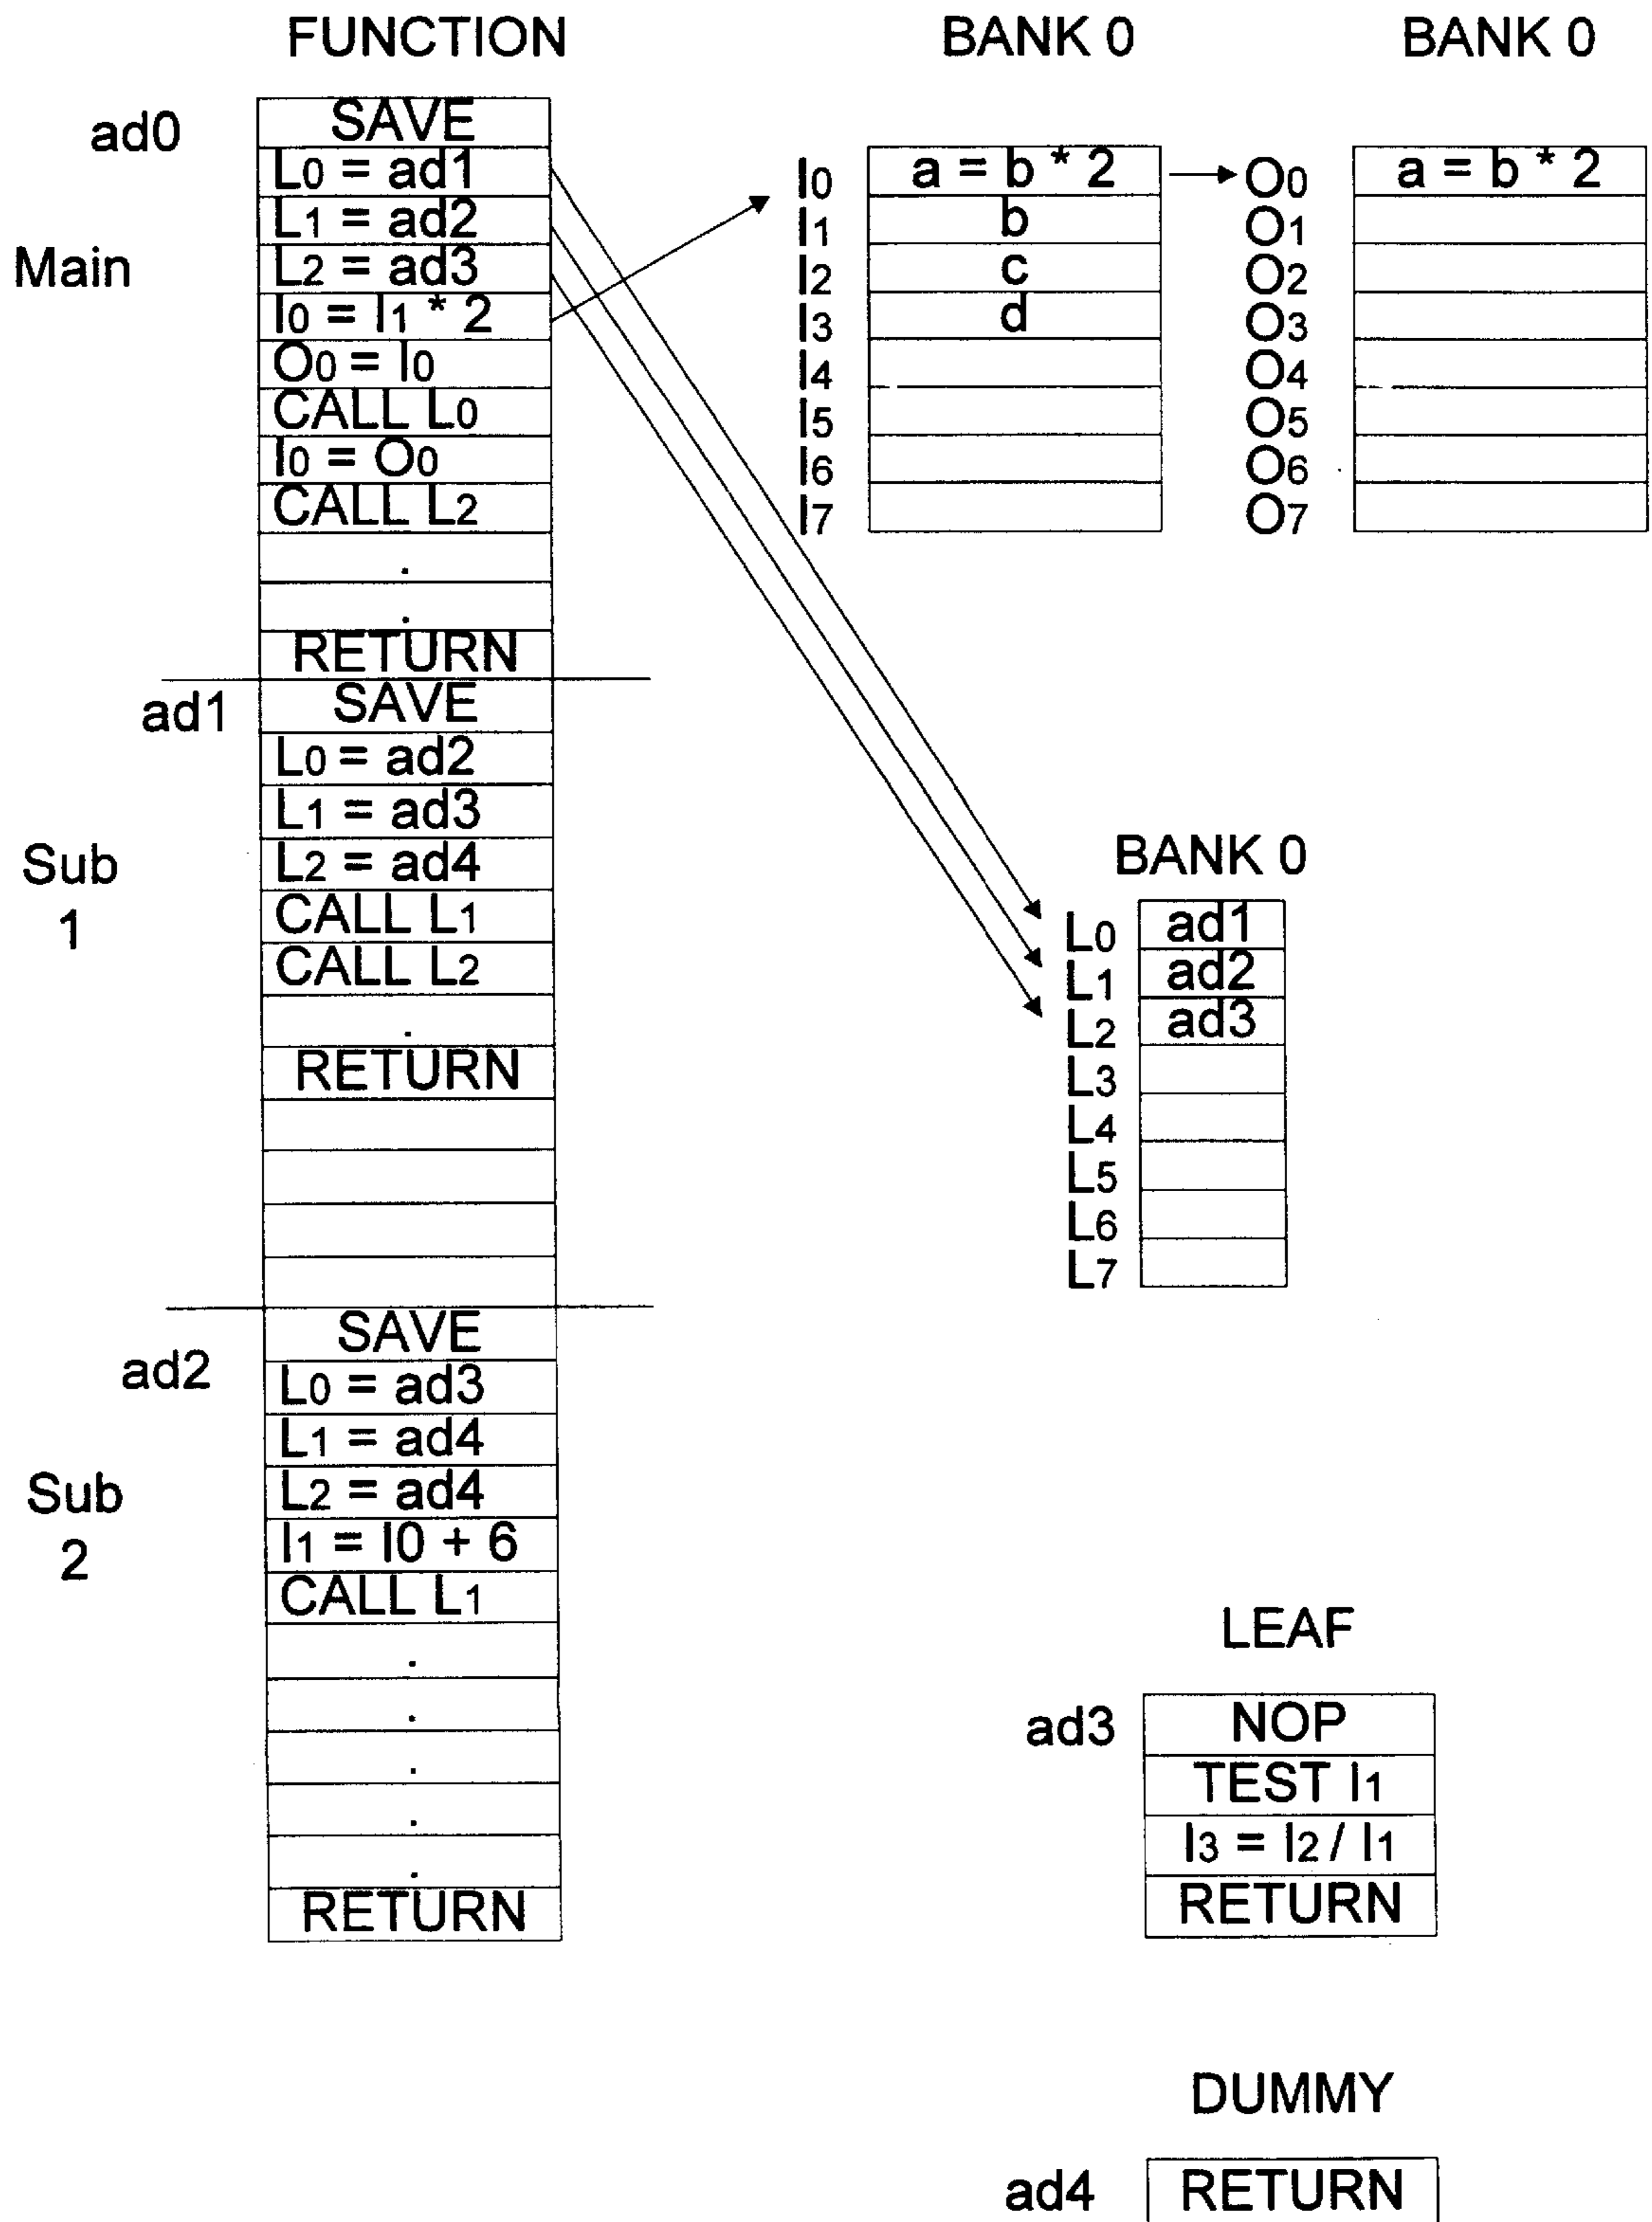 FUNCTION
ad0
Main
SAVE
L0 = ad1
L1 = ad2
L2 = ad3
I0 = I1 * 2
O0 = I0
CALL L0
I0 = O0
CALL L2
.
.
RETURN
ad1
Sub
1
SAVE
L0 = ad2
L1 = ad3
L2 = ad4
CALL L1
CALL L2
.
RETURN
ad2
Sub
2
SAVE
L0 = ad3
L1 = ad4
L2 = ad4
I1 = I0 + 6
CALL L1
.
.
.
.
.
RETURN
BANK 0
I0 a = b * 2
I1 b
I2 c
I3 d
I4
I5
I6
I7
BANK 0
O0 a = b * 2
O1
O2
O3
O4
O5
O6
O7
BANK 0
L0 ad1
L1 ad2
L2 ad3
L3
L4
L5
L6
L7
LEAF
ad3 NOP
TEST I1
I3 = I2 / I1
RETURN
DUMMY
ad4 RETURN